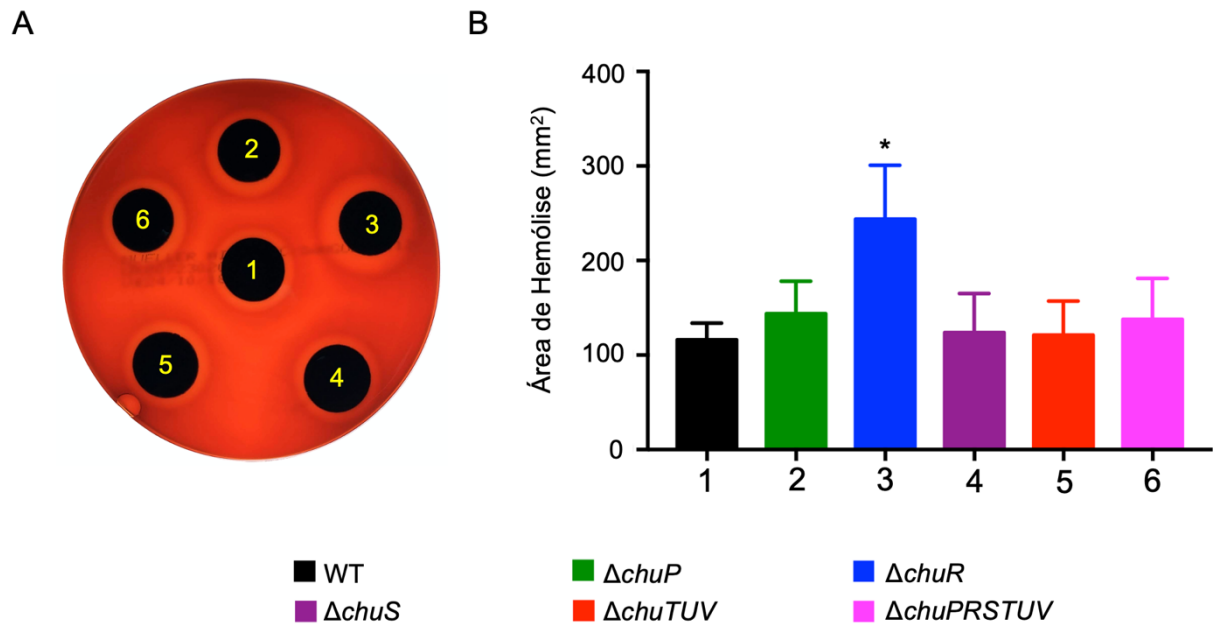 A
B
2
6
3
1
5
4
Área de Hemólise (mm²)
400
300
200
100
0
*
1 2 3 4 5 6
WT ΔchuP ΔchuR
ΔchuS ΔchuTUV ΔchuPRSTUV